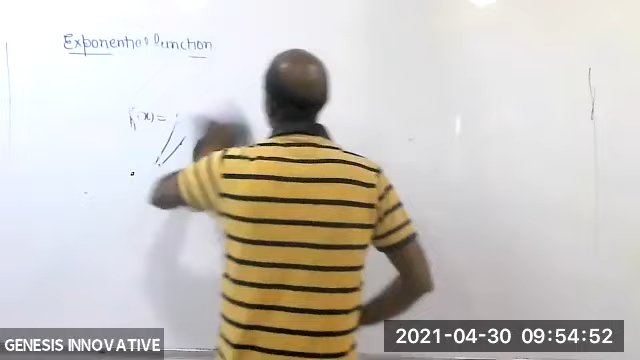 Exponential function
f(x) =
GENESIS INNOVATIVE
2021-04-30 09:54:52